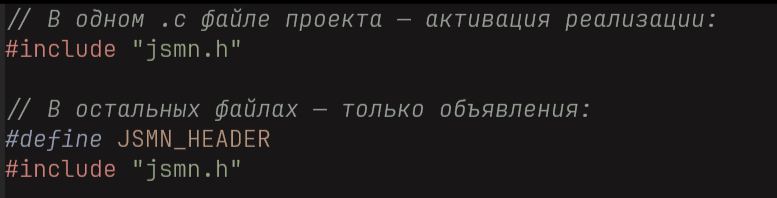 // В одном .c файле проекта — активация реализации:
#include "jsmn.h"
// В остальных файлах — только объявления:
#define JSMN_HEADER
#include "jsmn.h"